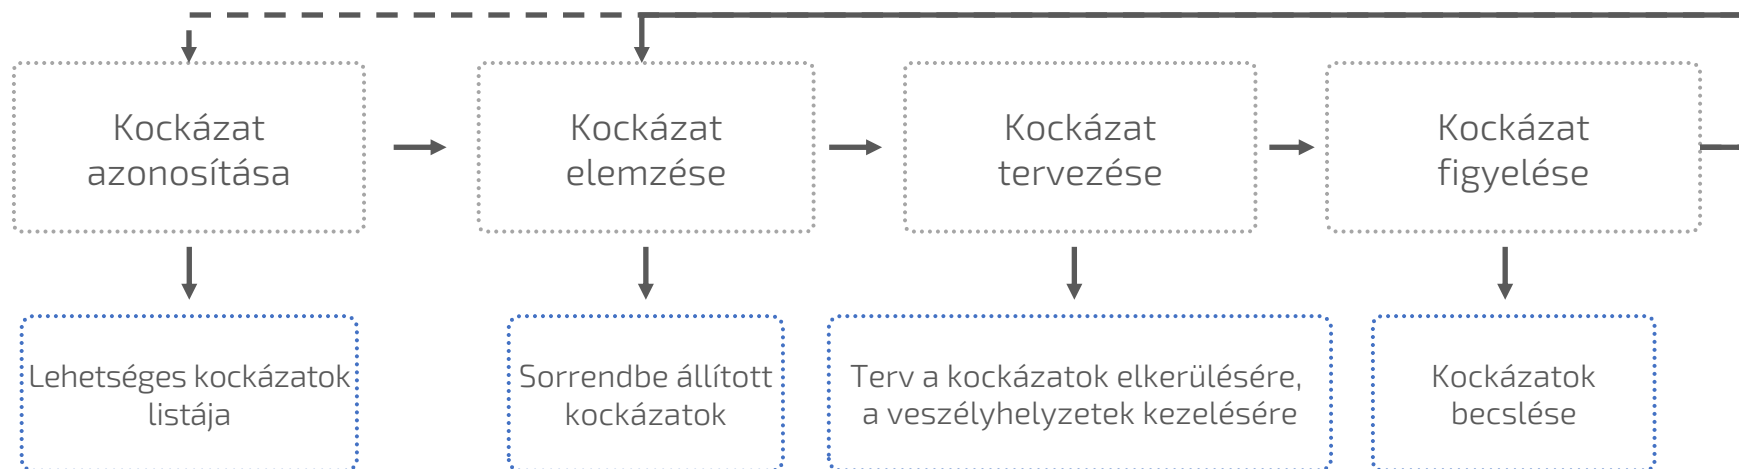 Kockázat
azonosítása
Kockázat
elemzése
Kockázat
tervezése
Kockázat
figyelése
Lehetséges kockázatok
listája
Sorrendbe állított
kockázatok
Terv a kockázatok elkerülésére,
a veszélyhelyzetek kezelésére
Kockázatok
becslése